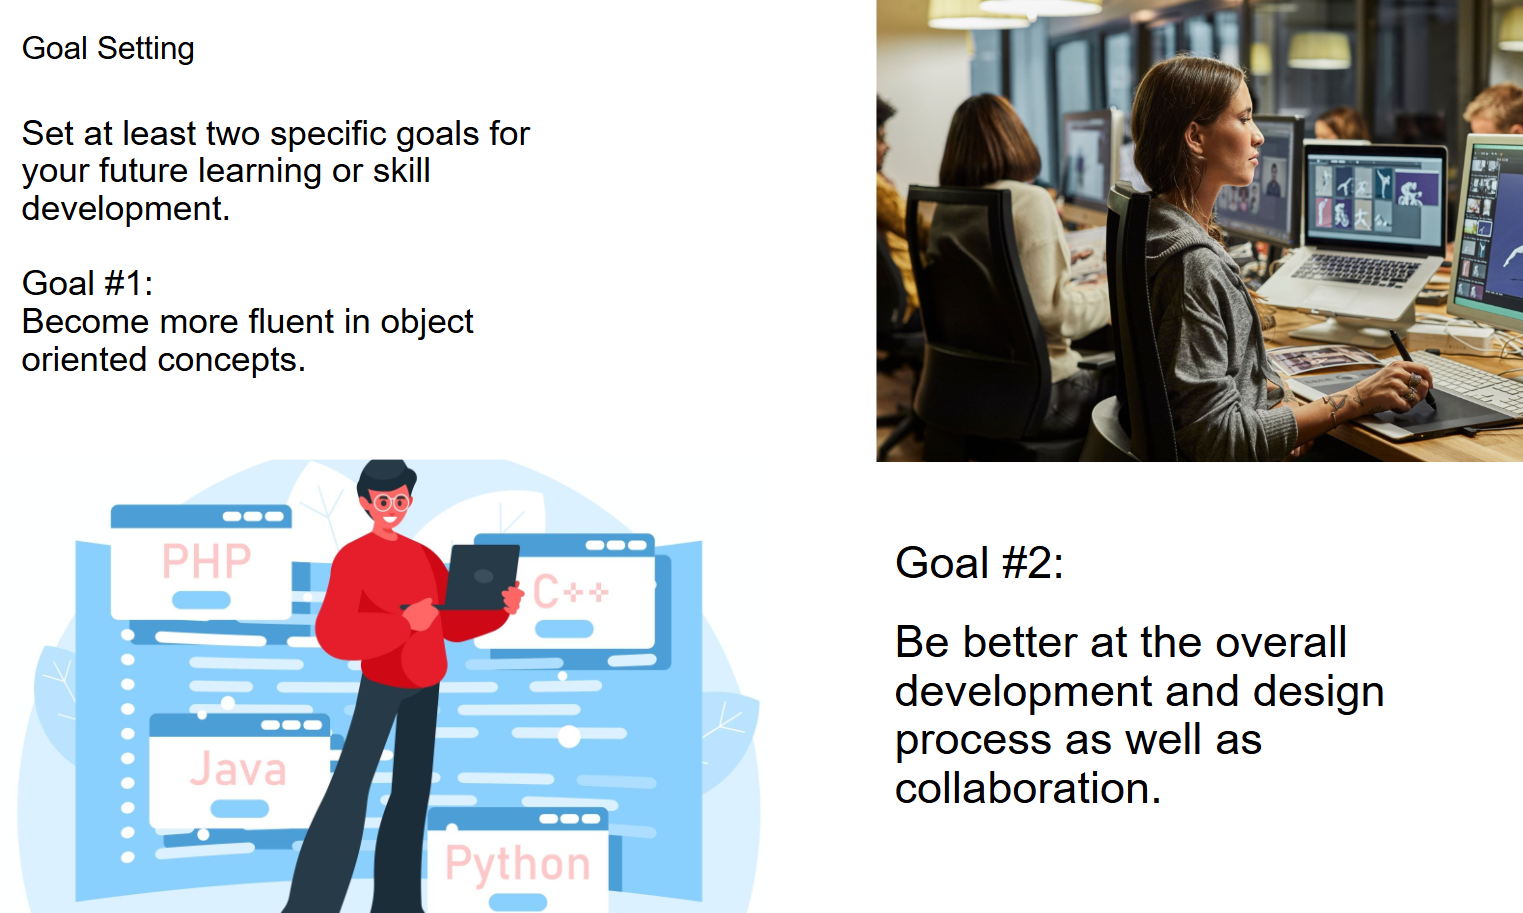 Goal Setting
Set at least two specific goals for
your future learning or skill
development.
Goal #1:
Become more fluent in object
oriented concepts.
PHP
C++
Java
Python
Goal #2:
Be better at the overall
development and design
process as well as
collaboration.